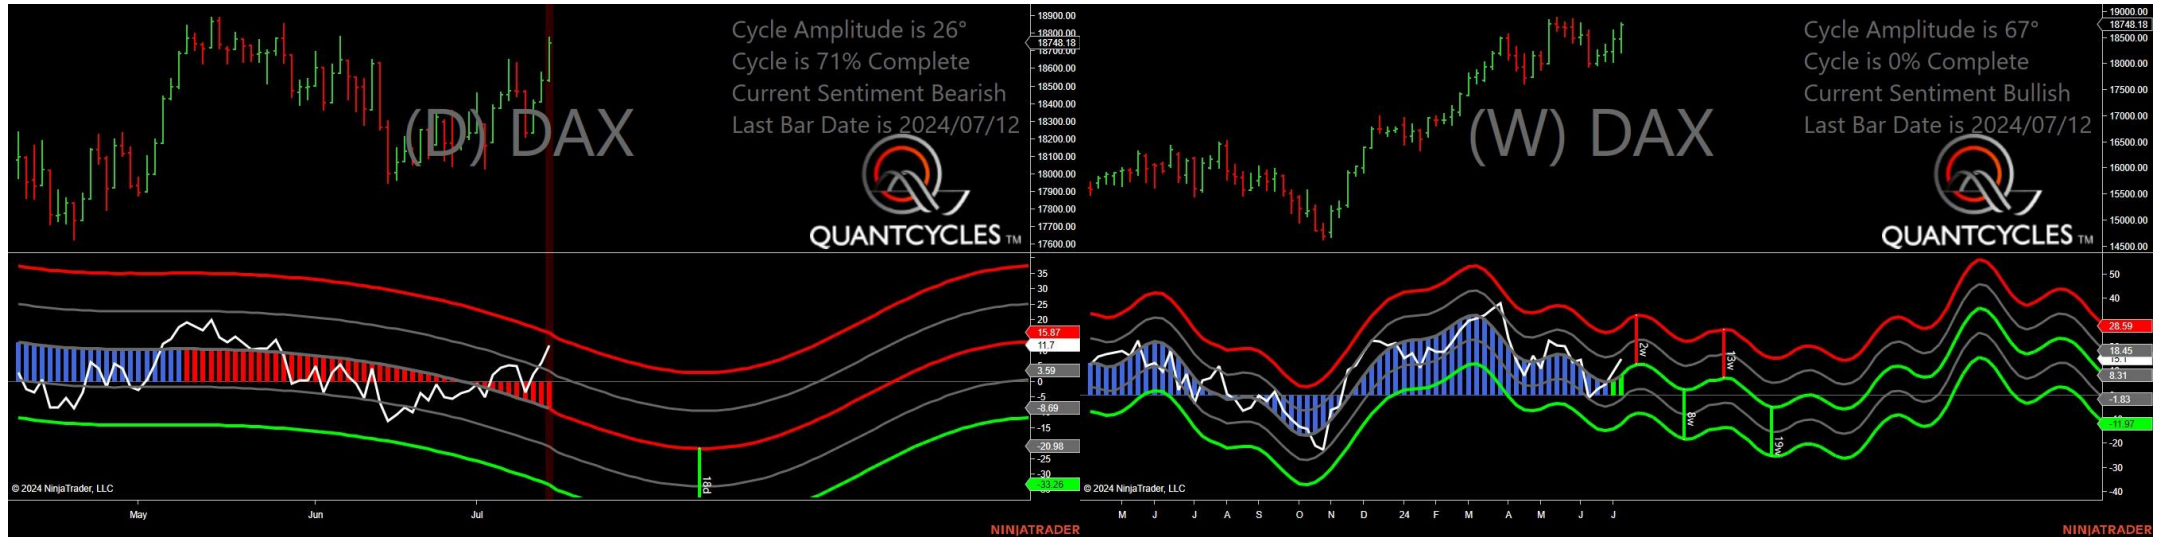 Cycle Amplitude is 26°
Cycle is 71% Complete
Current Sentiment Bearish
Last Bar Date is 2024/07/12
(D) DAX
QUANTCYCLES TM
18900.00
18800.00
18748.18
18700.00
18600.00
18500.00
18400.00
18300.00
18200.00
18100.00
18000.00
17900.00
17800.00
17700.00
17600.00
35
30
25
20
15.87
11.7
3.59
0
-5
-8.69
-15
-20.98
-25
-30
-33.26
18d
© 2024 NinjaTrader, LLC
May Jun Jul
NINJATRADER
Cycle Amplitude is 67°
Cycle is 0% Complete
Current Sentiment Bullish
Last Bar Date is 2024/07/12
(W) DAX
QUANTCYCLES TM
19000.00
18748.18
18500.00
18000.00
17500.00
17000.00
16500.00
16000.00
15500.00
15000.00
14500.00
50
40
28.59
18.45
15.1
8.31
-1.83
-11.97
-20
-30
-40
2w
13w
8w
19w
© 2024 NinjaTrader, LLC
M J J A S O N D 24 F M A M J J
NINJATRADER